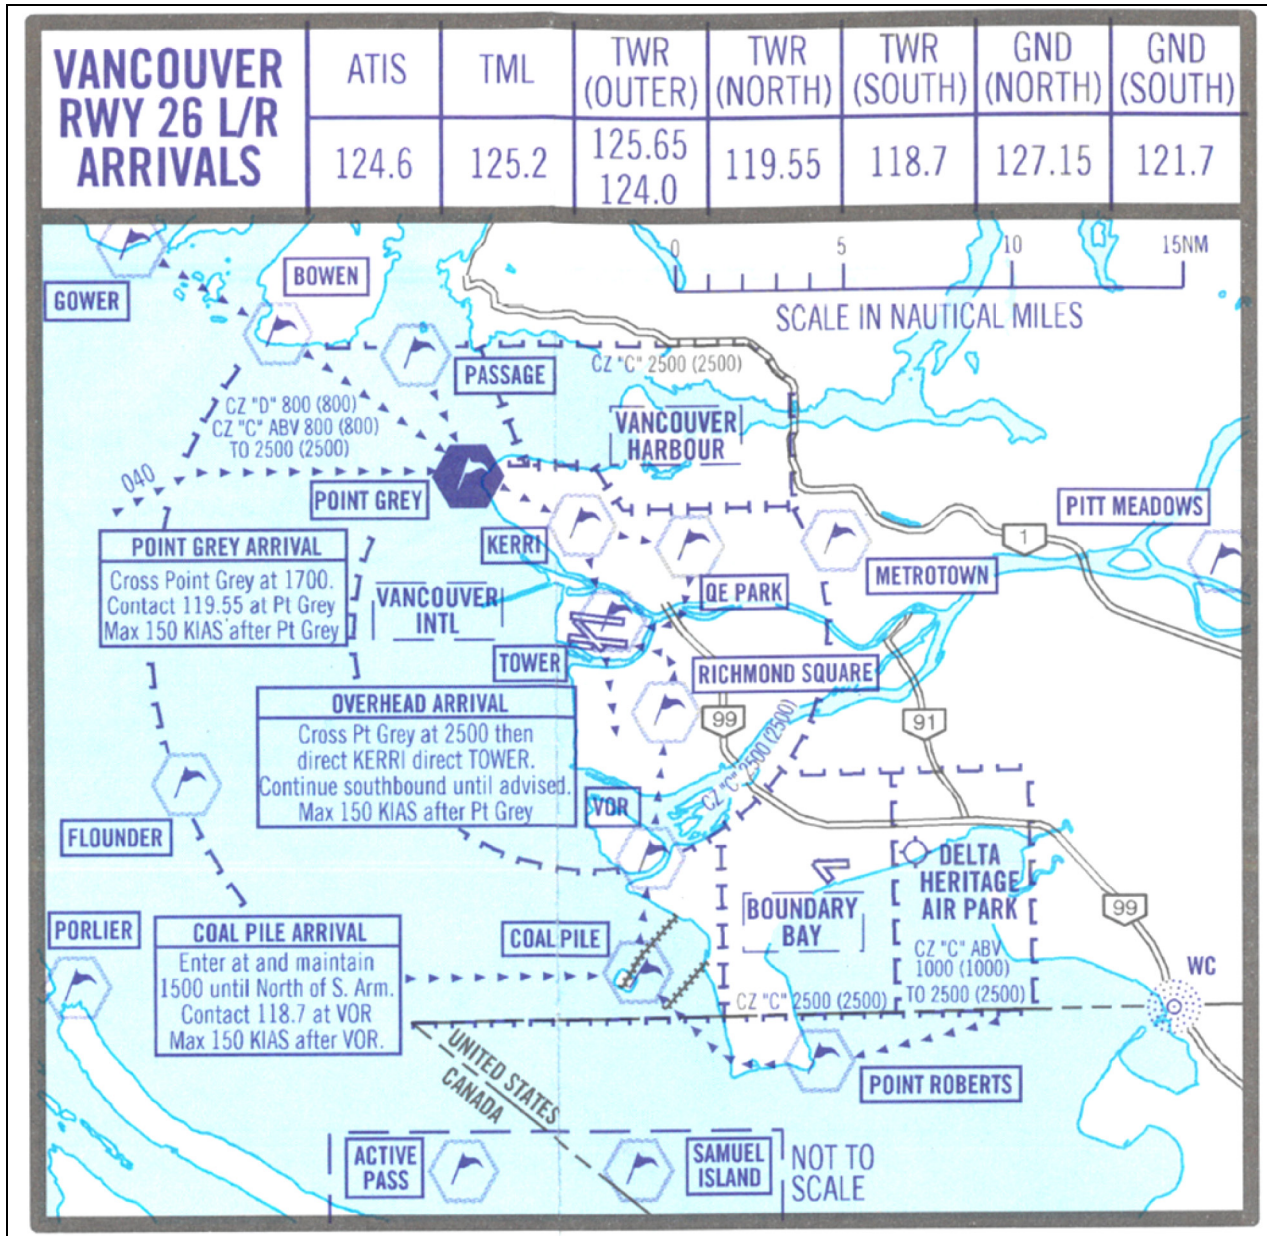 VANCOUVER
RWY 26 L/R
ARRIVALS
ATIS
124.6
TML
125.2
TWR
(OUTER)
125.65
124.0
TWR
(NORTH)
119.55
TWR
(SOUTH)
118.7
GND
(NORTH)
127.15
GND
(SOUTH)
121.7
0 5 10 15NM
SCALE IN NAUTICAL MILES
GOWER
BOWEN
PASSAGE
CZ "C" 2500 (2500)
CZ "D" 800 (800)
CZ "C" ABV 800 (800)
TO 2500 (2500)
VANCOUVER
HARBOUR
040
POINT GREY
PITT MEADOWS
1
KERRI
METROTOWN
QE PARK
POINT GREY ARRIVAL
Cross Point Grey at 1700.
Contact 119.55 at Pt Grey
Max 150 KIAS after Pt Grey
VANCOUVER
INTL
TOWER
RICHMOND SQUARE
OVERHEAD ARRIVAL
Cross Pt Grey at 2500 then
direct KERRI direct TOWER.
Continue southbound until advised.
Max 150 KIAS after Pt Grey
99
91
CZ "C" 2500 (2500)
VOR
FLOUNDER
DELTA
HERITAGE
AIR PARK
BOUNDARY
BAY
99
PORLIER
COAL PILE ARRIVAL
Enter at and maintain
1500 until North of S. Arm.
Contact 118.7 at VOR
Max 150 KIAS after VOR.
COAL PILE
CZ "C" ABV
1000 (1000)
TO 2500 (2500)
WC
CZ "C" 2500 (2500)
UNITED STATES
CANADA
POINT ROBERTS
ACTIVE
PASS
SAMUEL
ISLAND
NOT TO
SCALE